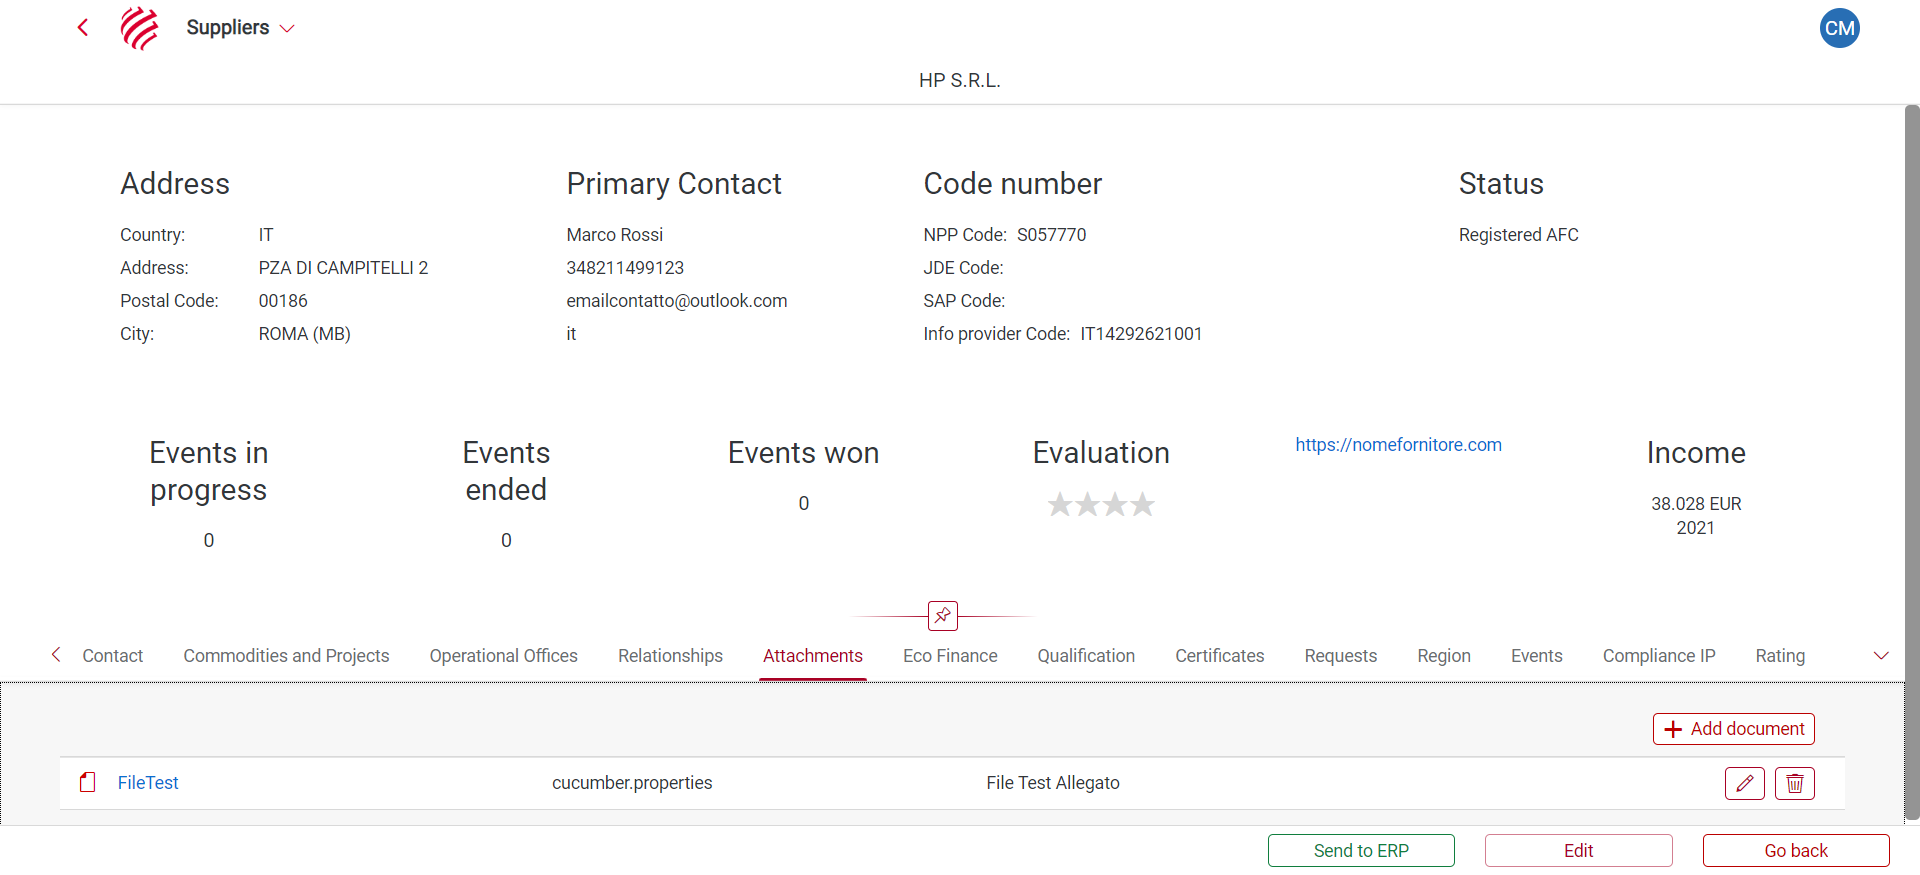 Suppliers
CM
HP S.R.L.
Address
Country: IT
Address: PZA DI CAMPITELLI 2
Postal Code: 00186
City: ROMA (MB)
Primary Contact
Marco Rossi
348211499123
emailcontatto@outlook.com
it
Code number
NPP Code: S057770
JDE Code:
SAP Code:
Info provider Code: IT14292621001
Status
Registered AFC
Events in
progress
0
Events
ended
0
Events won
0
Evaluation
https://nomefornitore.com
Income
38.028 EUR
2021
Contact Commodities and Projects Operational Offices Relationships Attachments Eco Finance Qualification Certificates Requests Region Events Compliance IP Rating
Add document
FileTest cucumber.properties File Test Allegato
Send to ERP Edit Go back